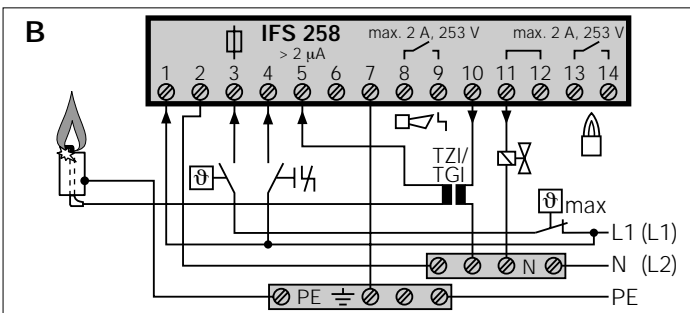 B
IFS 258
> 2 µA
max. 2 A, 253 V
max. 2 A, 253 V
1 2 3 4 5 6 7 8 9 10 11 12 13 14
TZI/
TGI
ϑ
ϑ max
L1 (L1)
N
N (L2)
PE
PE